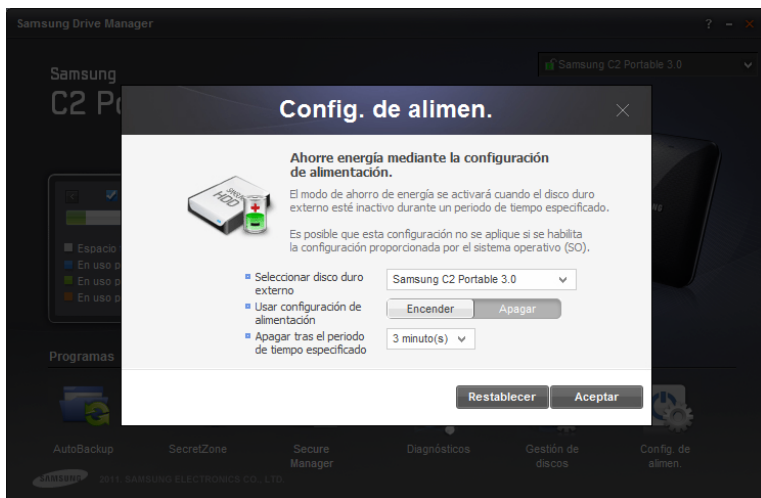 Samsung Drive Manager
? –
Samsung C2 Portable 3.0
Samsung
C2 P
Config. de alimen.
Ahorre energía mediante la configuración
de alimentación.
SAMSUNG
HDD
El modo de ahorro de energía se activará cuando el disco duro
externo esté inactivo durante un periodo de tiempo especificado.
Es posible que esta configuración no se aplique si se habilita
la configuración proporcionada por el sistema operativo (SO).
Espacio
En uso p
En uso p
En uso p
Seleccionar disco duro
externo
Samsung C2 Portable 3.0
Usar configuración de
alimentación
Encender Apagar
Apagar tras el periodo
de tiempo especificado
3 minuto(s)
Programas
Restablecer Aceptar
AutoBackup SecretZone Secure
Manager Diagnósticos Gestión de
discos Config. de
alimen.
SAMSUNG 2011. SAMSUNG ELECTRONICS CO., LTD.